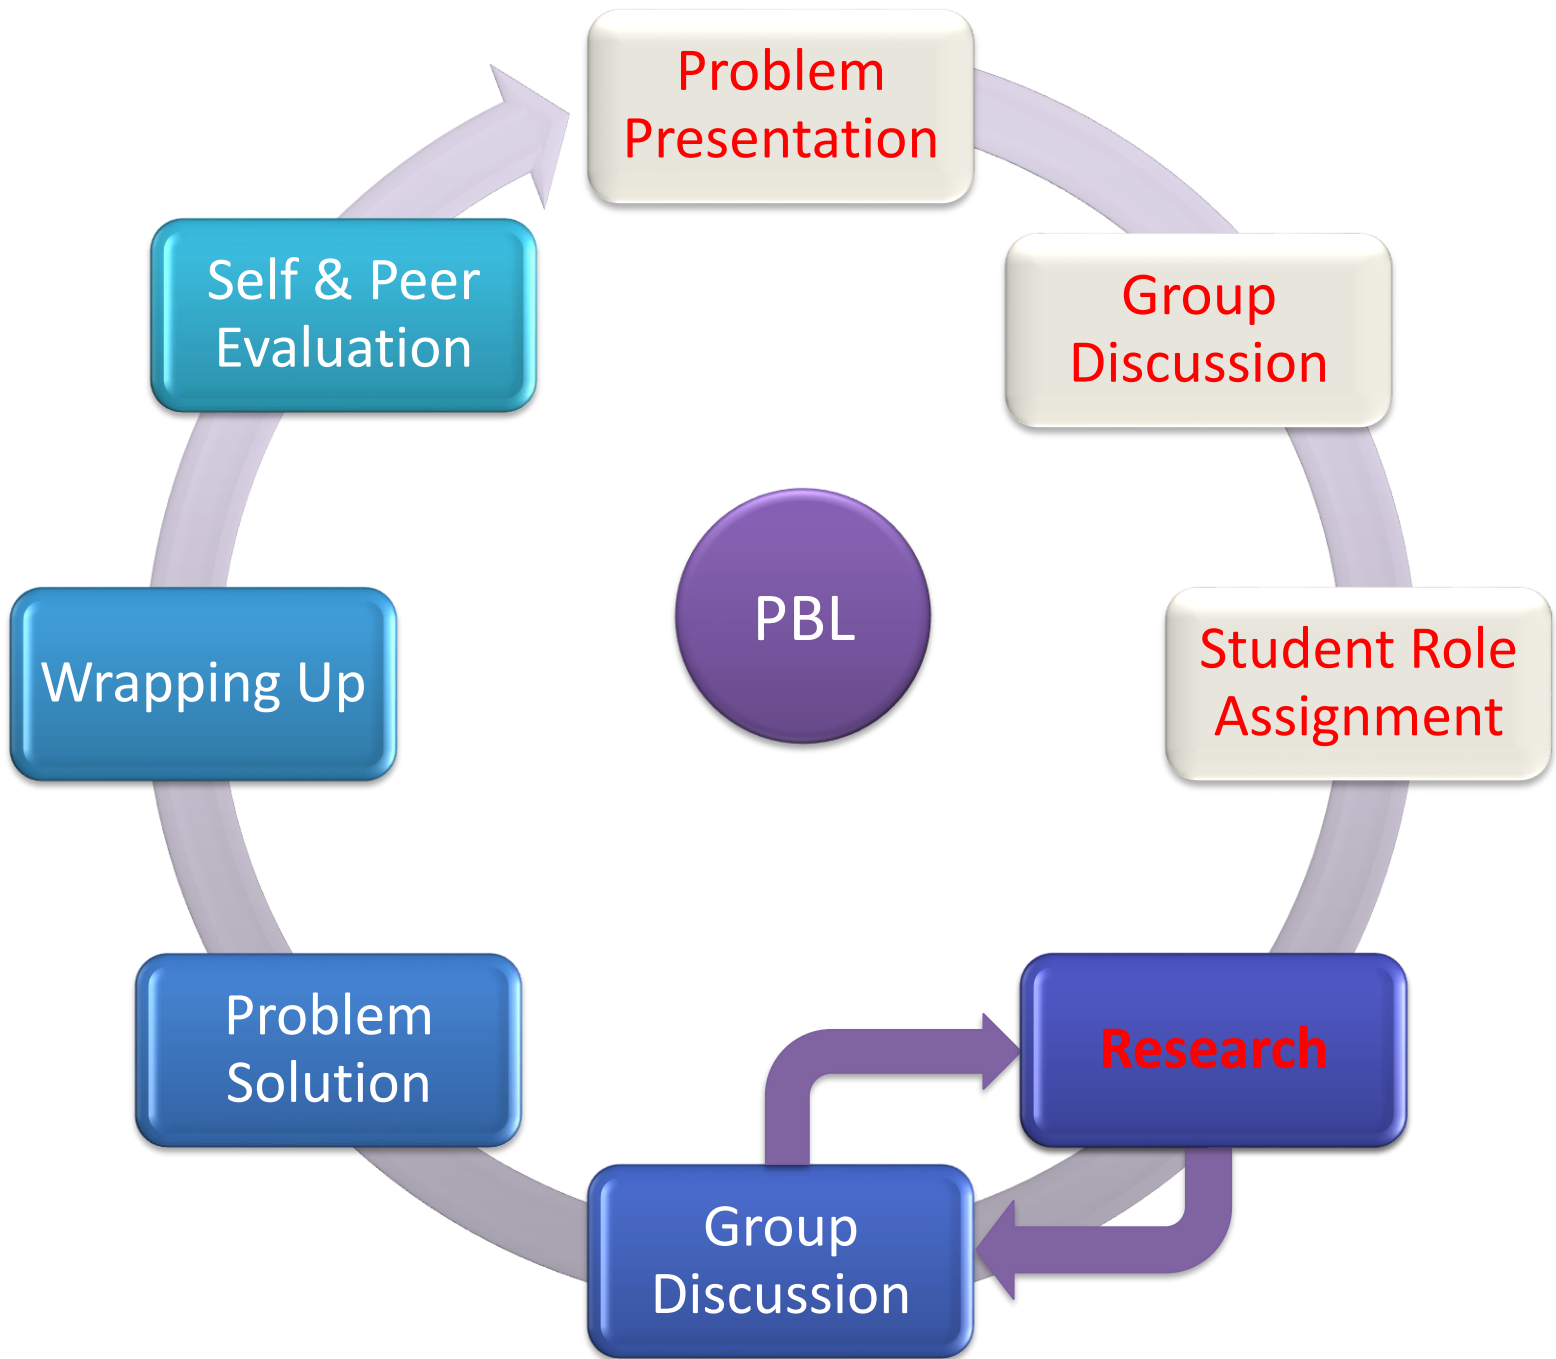 Problem
Presentation
Group
Discussion
Student Role
Assignment
Research
Group
Discussion
Problem
Solution
Wrapping Up
Self & Peer
Evaluation
PBL